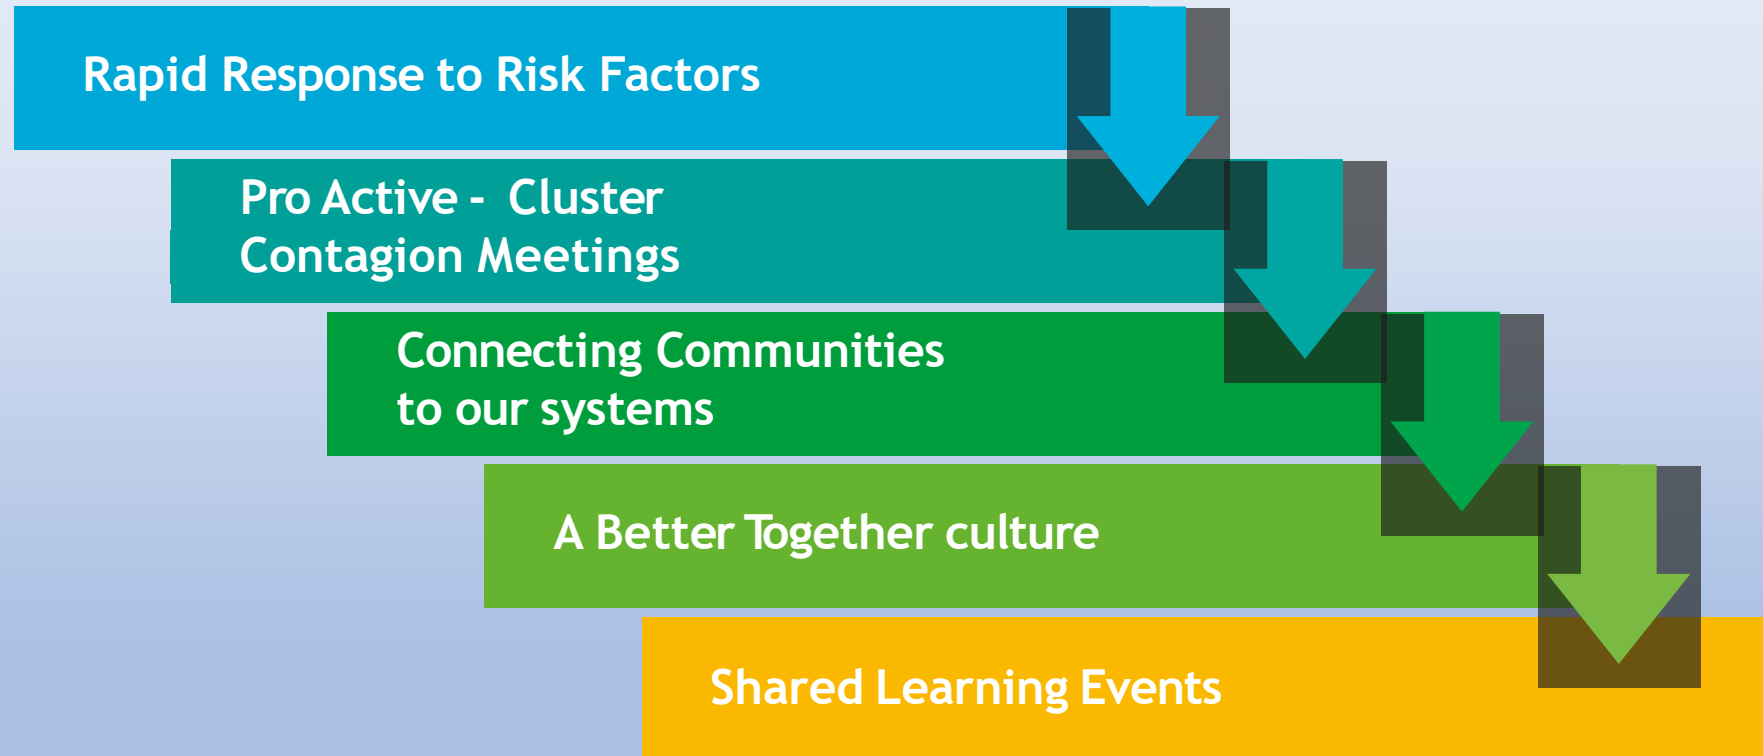 Rapid Response to Risk Factors
Pro Active - Cluster
Contagion Meetings
Connecting Communities
to our systems
A Better Together culture
Shared Learning Events